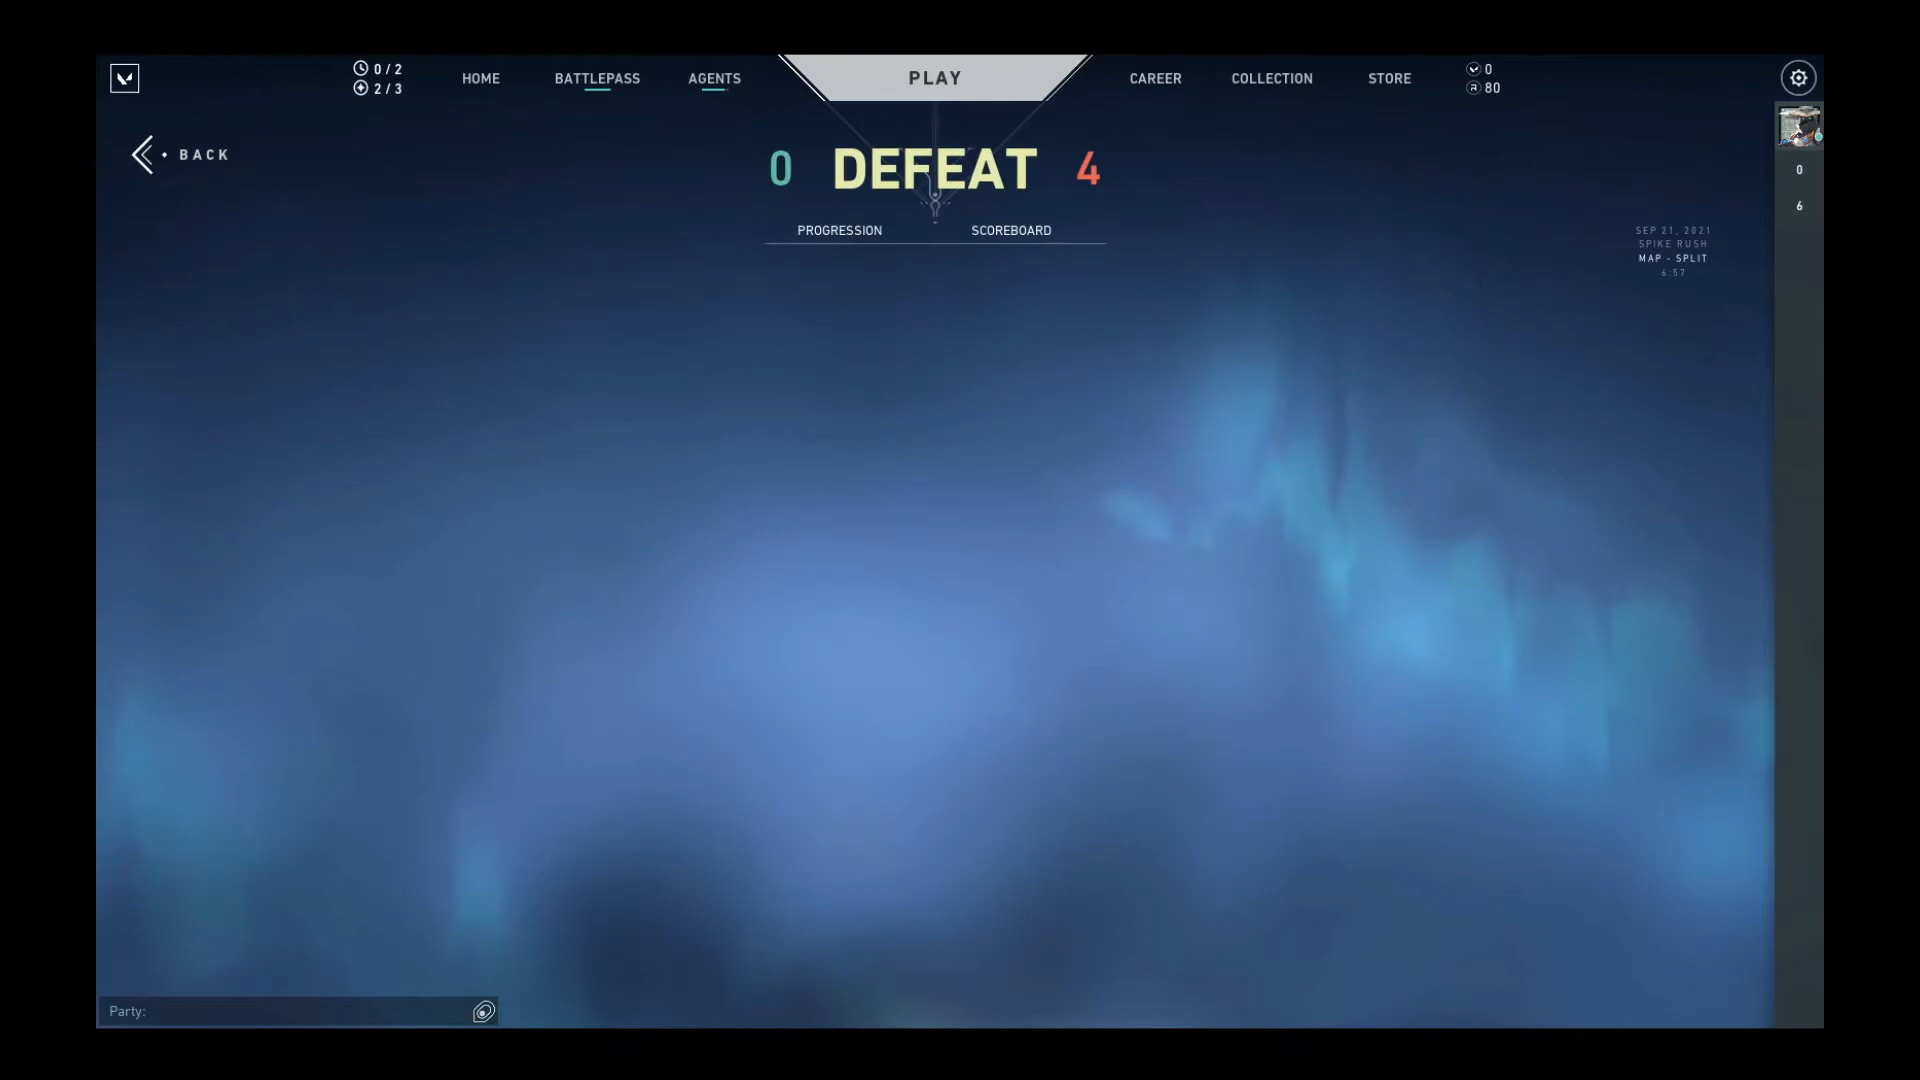 0 / 2
2 / 3
HOME
BATTLEPASS
AGENTS
PLAY
CAREER
COLLECTION
STORE
0
80
BACK
0 DEFEAT 4
PROGRESSION
SCOREBOARD
0
6
SEP 21, 2021
SPIKE RUSH
MAP - SPLIT
6:57
Party: